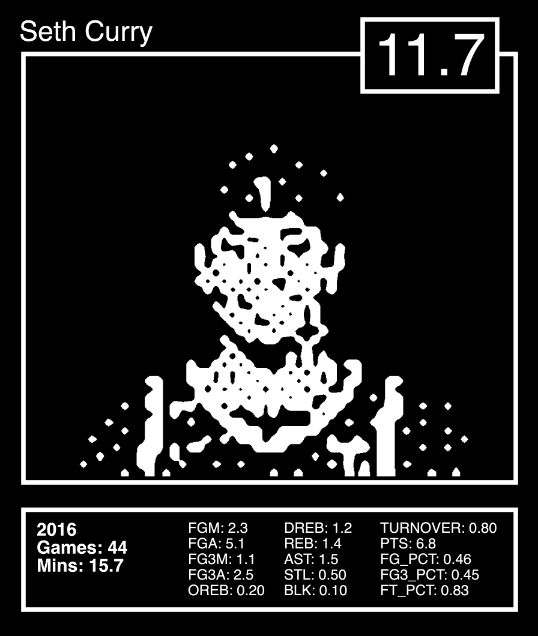 Seth Curry
11.7
2016
Games: 44
Mins: 15.7
FGM: 2.3
FGA: 5.1
FG3M: 1.1
FG3A: 2.5
OREB: 0.20
DREB: 1.2
REB: 1.4
AST: 1.5
STL: 0.50
BLK: 0.10
TURNOVER: 0.80
PTS: 6.8
FG_PCT: 0.46
FG3_PCT: 0.45
FT_PCT: 0.83